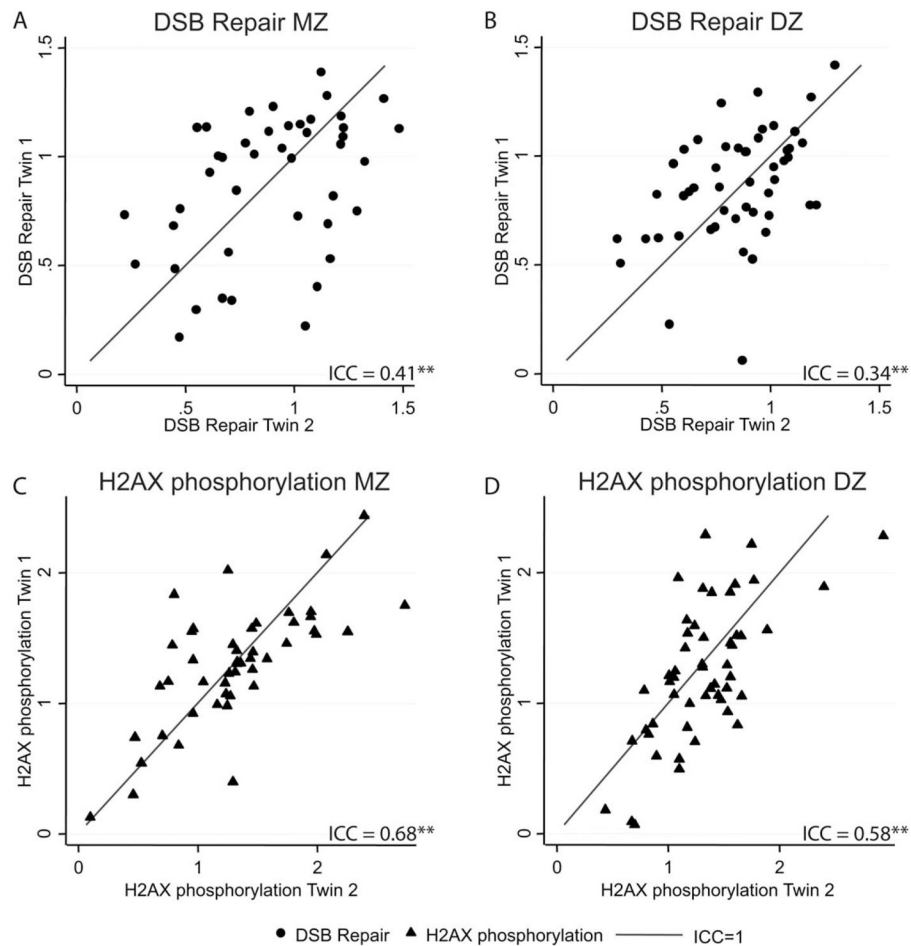 A
DSB Repair MZ
DSB Repair Twin 1
1.5
1
.5
0
ICC = 0.41**
0 .5 1 1.5
DSB Repair Twin 2
B
DSB Repair DZ
DSB Repair Twin 1
1.5
1
.5
0
ICC = 0.34**
0 .5 1 1.5
DSB Repair Twin 2
C
H2AX phosphorylation MZ
H2AX phosphorylation Twin 1
2
1
0
ICC = 0.68**
0 1 2
H2AX phosphorylation Twin 2
D
H2AX phosphorylation DZ
H2AX phosphorylation Twin 1
2
1
0
ICC = 0.58**
0 1 2
H2AX phosphorylation Twin 2
DSB Repair H2AX phosphorylation ICC=1